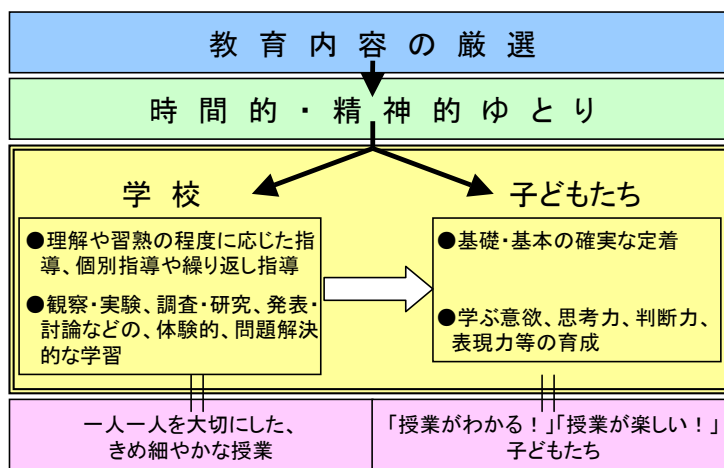 教育内容の厳選
時間的・精神的ゆとり
学校
●理解や習熟の程度に応じた指
導、個別指導や繰り返し指導
●観察・実験、調査・研究、発表・
討論などの、体験的、問題解決
的な学習
子どもたち
●基礎・基本の確実な定着
●学ぶ意欲、思考力、判断力、
表現力等の育成
一人一人を大切にした、
きめ細やかな授業
「授業がわかる！」「授業が楽しい！」
子どもたち